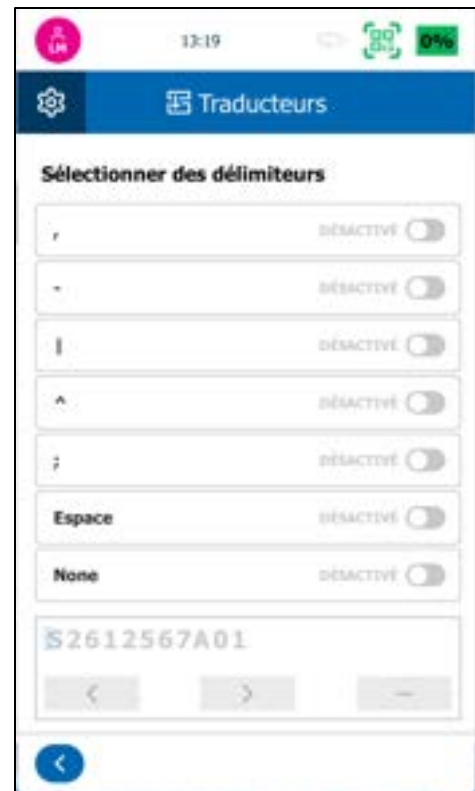 LM 13:19 0%
Traducteurs
Sélectionner des délimiteurs
, DÉSACTIVÉ
- DÉSACTIVÉ
| DÉSACTIVÉ
^ DÉSACTIVÉ
; DÉSACTIVÉ
Espace DÉSACTIVÉ
None DÉSACTIVÉ
S2612567A01